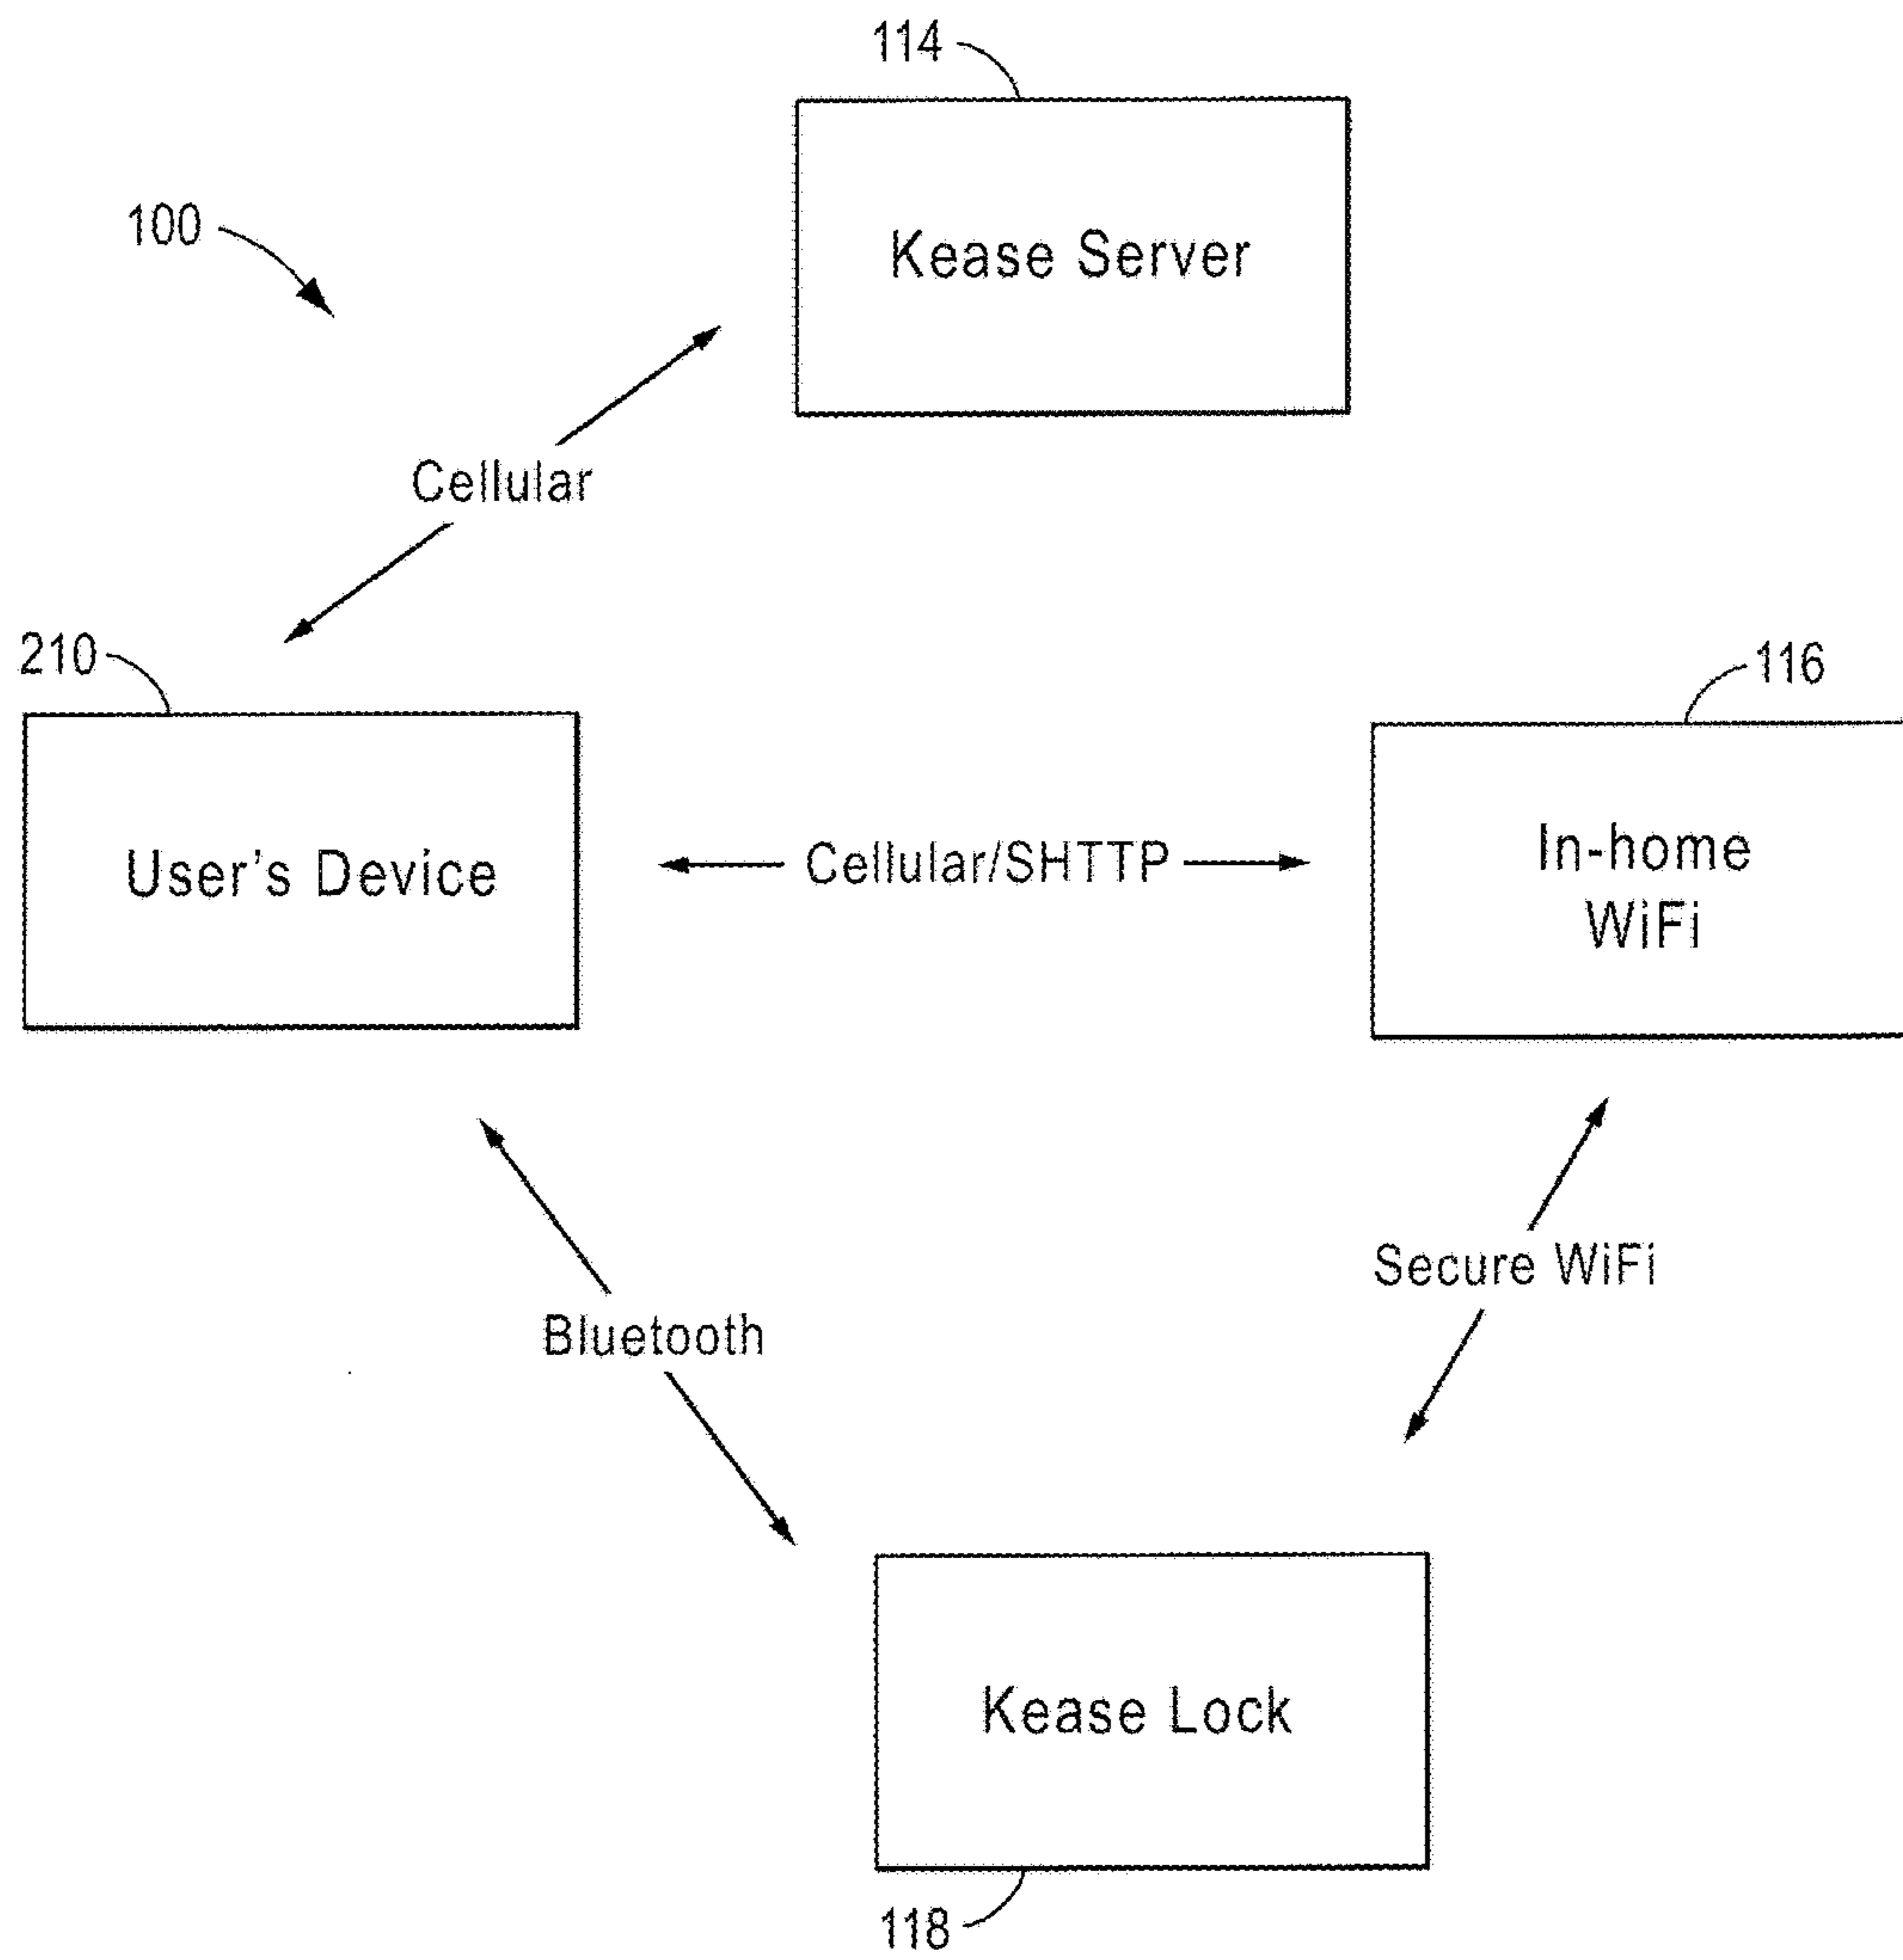 114
100
Kease Server
Cellular
210
116
User's Device
Cellular/SHTTP
In-home
WiFi
Secure WiFi
Bluetooth
Kease Lock
118